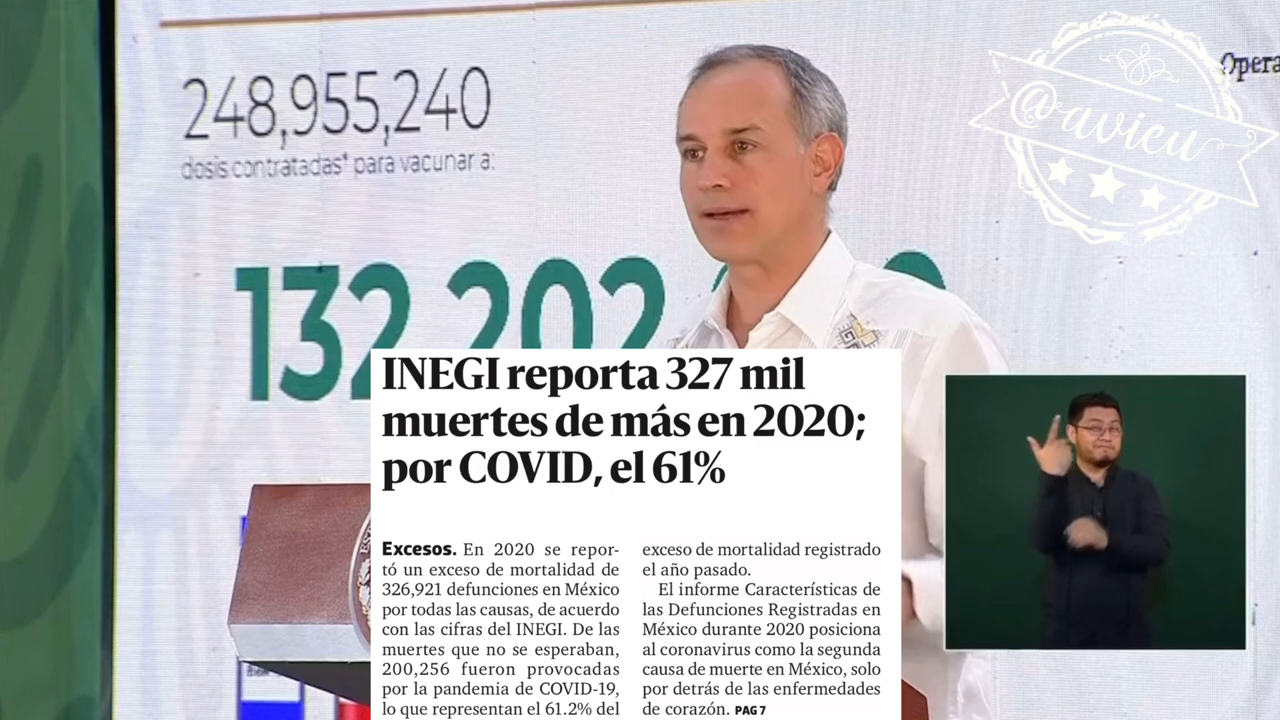 248,955,240
dosis contratadas* para vacunar a:
132,202
Opera
@avicu
INEGI reporta 327 mil
muertes de más en 2020;
por COVID, el 61%
Excesos. En 2020 se repor-
tó un exceso de mortalidad de
326,921 defunciones en México
por todas las causas, de acuerdo
con las cifras del INEGI. De las
muertes que no se esperaban,
200,256 fueron provocadas
por la pandemia de COVID-19,
lo que representan el 61.2% del
exceso de mortalidad registrado
el año pasado.
El informe Características de
las Defunciones Registradas en
México durante 2020 posiciona
al coronavirus como la segunda
causa de muerte en México, solo
por detrás de las enfermedades
de corazón. PAG 7